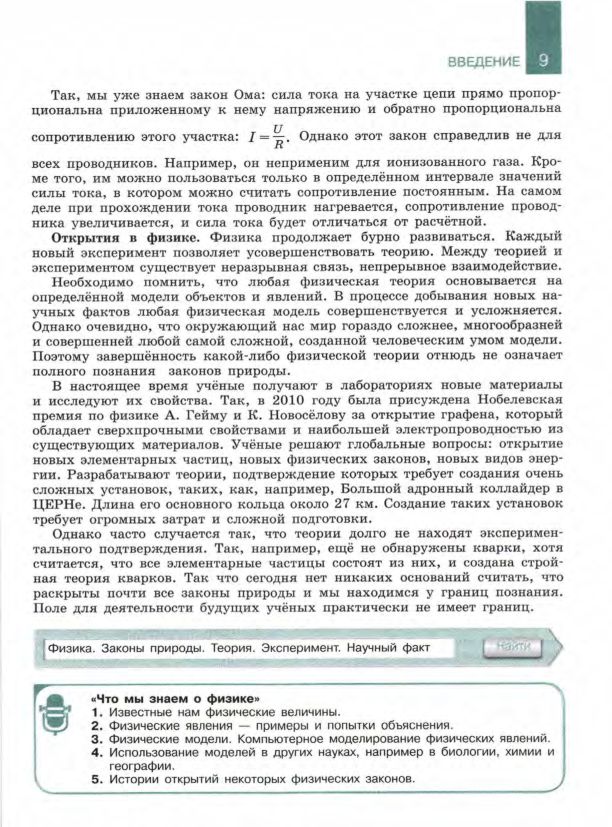 ВВЕДЕНИЕ 9
Так, мы уже знаем закон Ома: сила тока на участке цепи прямо пропор-
циональна приложенному к нему напряжению и обратно пропорциональна
сопротивлению этого участка: I = U/R. Однако этот закон справедлив не для
всех проводников. Например, он неприменим для ионизованного газа. Кро-
ме того, им можно пользоваться только в определённом интервале значений
силы тока, в котором можно считать сопротивление постоянным. На самом
деле при прохождении тока проводник нагревается, сопротивление провод-
ника увеличивается, и сила тока будет отличаться от расчётной.
Открытия в физике. Физика продолжает бурно развиваться. Каждый
новый эксперимент позволяет усовершенствовать теорию. Между теорией и
экспериментом существует неразрывная связь, непрерывное взаимодействие.
Необходимо помнить, что любая физическая теория основывается на
определённой модели объектов и явлений. В процессе добывания новых на-
учных фактов любая физическая модель совершенствуется и усложняется.
Однако очевидно, что окружающий нас мир гораздо сложнее, многообразней
и совершенней любой самой сложной, созданной человеческим умом модели.
Поэтому завершённость какой-либо физической теории отнюдь не означает
полного познания законов природы.
В настоящее время учёные получают в лабораториях новые материалы
и исследуют их свойства. Так, в 2010 году была присуждена Нобелевская
премия по физике А. Гейму и К. Новосёлову за открытие графена, который
обладает сверхпрочными свойствами и наибольшей электропроводностью из
существующих материалов. Учёные решают глобальные вопросы: открытие
новых элементарных частиц, новых физических законов, новых видов энер-
гии. Разрабатывают теории, подтверждение которых требует создания очень
сложных установок, таких, как, например, Большой адронный коллайдер в
ЦЕРНе. Длина его основного кольца около 27 км. Создание таких установок
требует огромных затрат и сложной подготовки.
Однако часто случается так, что теории долго не находят эксперимен-
тального подтверждения. Так, например, ещё не обнаружены кварки, хотя
считается, что все элементарные частицы состоят из них, и создана строй-
ная теория кварков. Так что сегодня нет никаких оснований считать, что
раскрыты почти все законы природы и мы находимся у границ познания.
Поле для деятельности будущих учёных практически не имеет границ.
Физика. Законы природы. Теория. Эксперимент. Научный факт Найти
«Что мы знаем о физике»
1. Известные нам физические величины.
2. Физические явления — примеры и попытки объяснения.
3. Физические модели. Компьютерное моделирование физических явлений.
4. Использование моделей в других науках, например в биологии, химии и
географии.
5. Истории открытий некоторых физических законов.